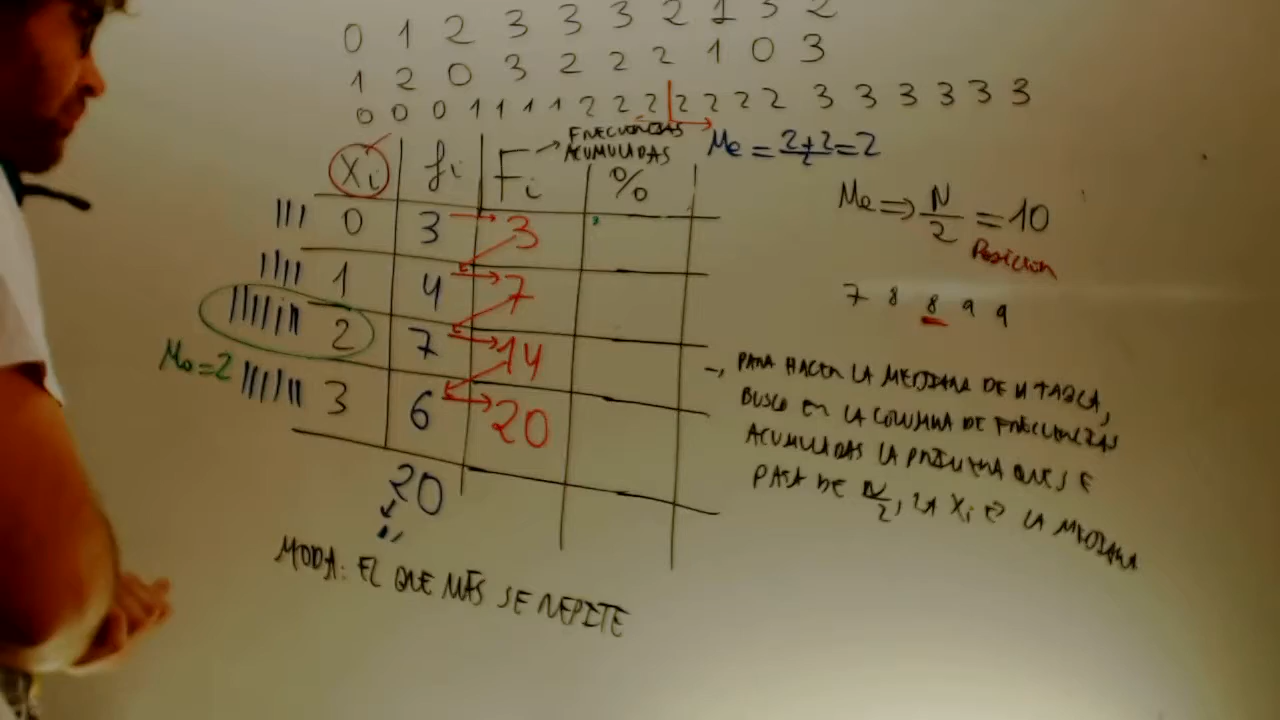 0 1 2 3 3 3 2 1 3 2
1 2 0 3 2 2 2 1 0 3
0 0 0 1 1 1 1 2 2 2 2 2 2 2 3 3 3 3 3 3
FRECUENCIAS
ACUMULADAS
Me = 2+2/2 = 2
xi fi Fi %
0 3 3
1 4 7
2 7 14
3 6 20
20
Mo = 2
MODA: EL QUE MÁS SE REPITE
Me ⇒ N/2 = 10
Posicion
7 8 8 9 9
PARA HACER LA MEDIANA DE LA TABLA,
BUSCO EN LA COLUMNA DE FRECUENCIAS
ACUMULADAS LA PRIMERA QUE SE
PASA DE N/2, LA Xi ES LA MEDIANA